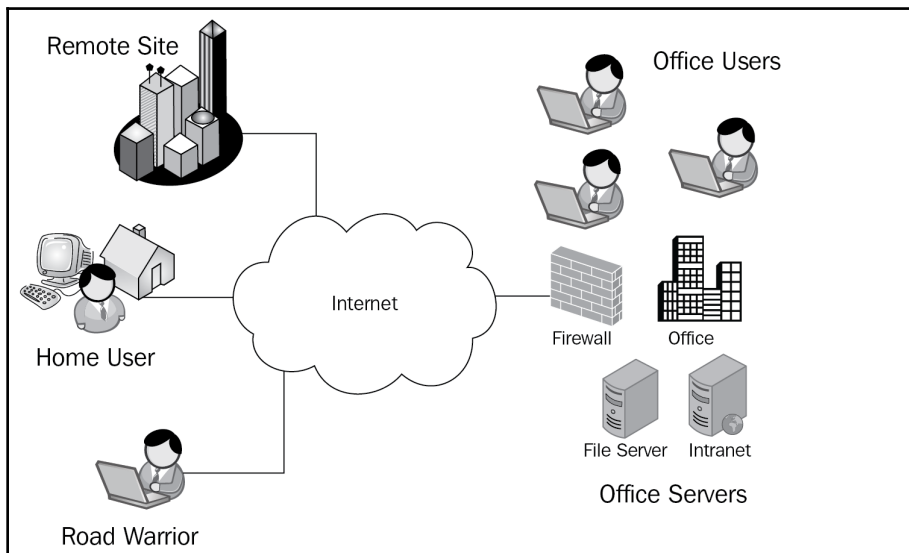 Remote Site
Office Users
Internet
Home User
Firewall
Office
File Server
Intranet
Office Servers
Road Warrior